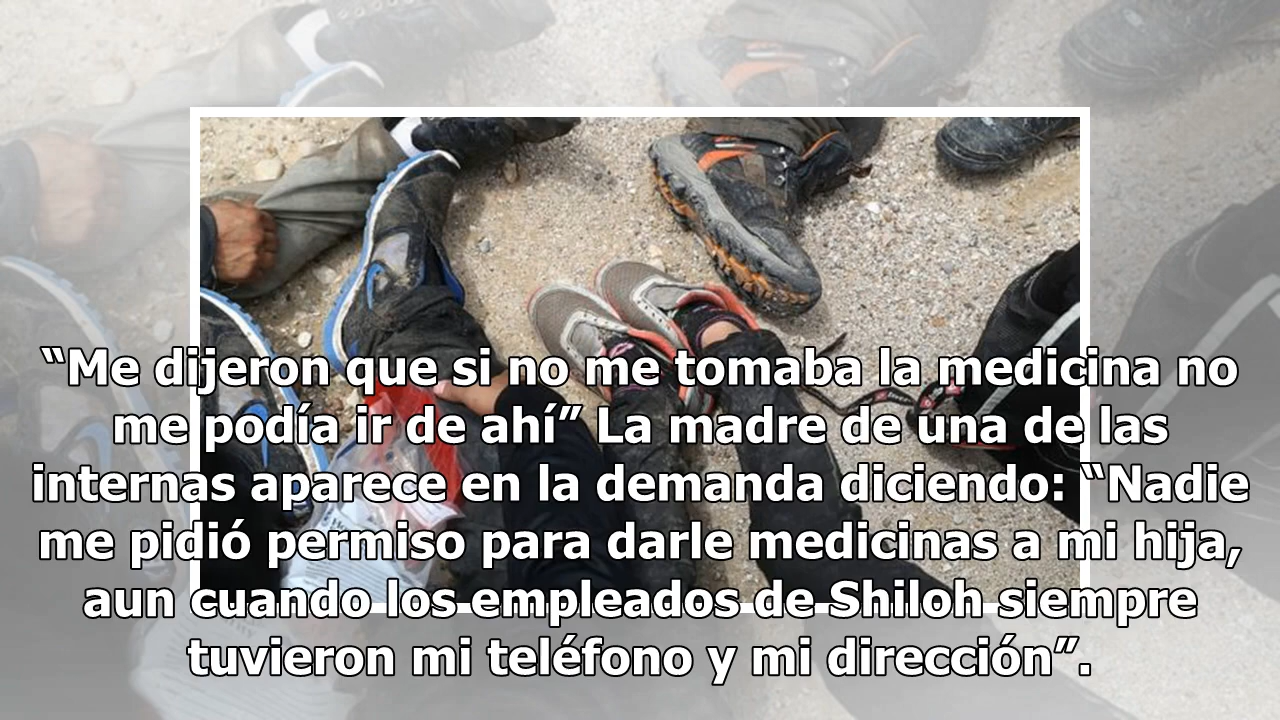 “Me dijeron que si no me tomaba la medicina no
me podía ir de ahí” La madre de una de las
internas aparece en la demanda diciendo: “Nadie
me pidió permiso para darle medicinas a mi hija,
aun cuando los empleados de Shiloh siempre
tuvieron mi teléfono y mi dirección”.